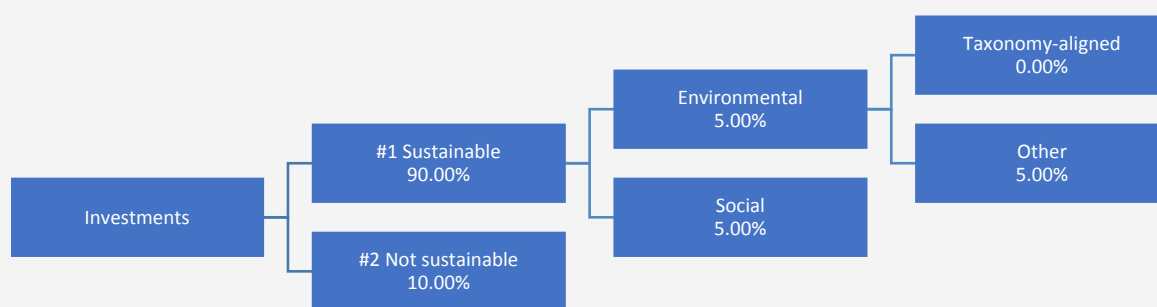 Investments
#1 Sustainable
90.00%
#2 Not sustainable
10.00%
Environmental
5.00%
Social
5.00%
Taxonomy-aligned
0.00%
Other
5.00%